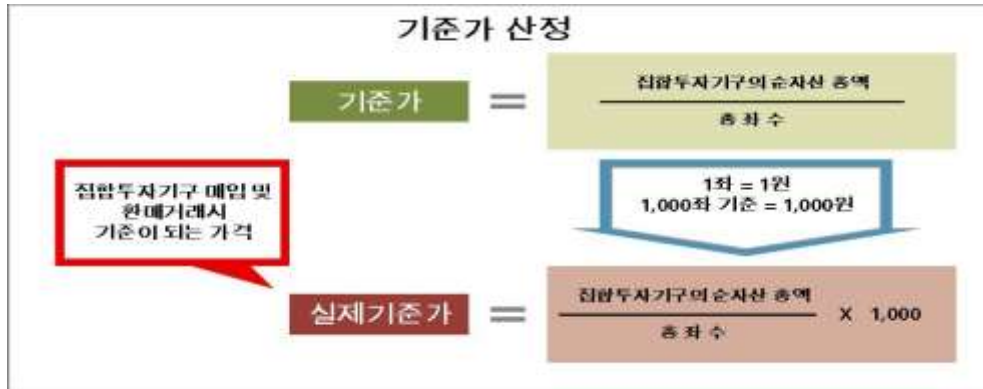 기준가 산정
기준가 =
집합투자기구의 순자산 총액
총 좌 수
집합투자기구 매입 및
환매거래시
기준이 되는 가격
1좌 = 1원
1,000좌 기준 = 1,000원
실제기준가 =
집합투자기구의 순자산 총액
총 좌 수
X 1,000